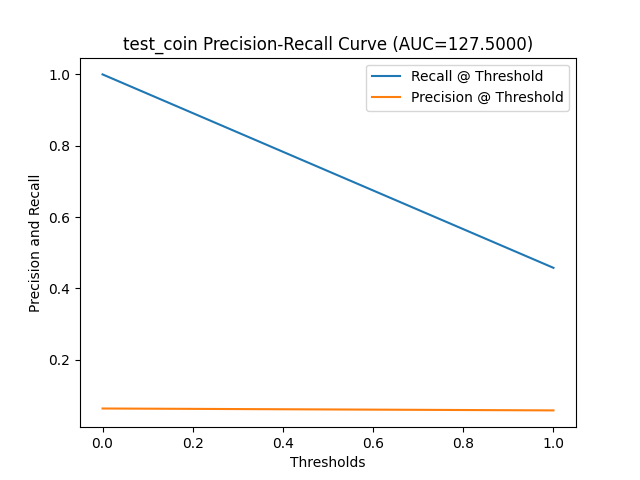 test_coin Precision-Recall Curve (AUC=127.5000)
Recall @ Threshold
Precision @ Threshold
Precision and Recall
1.0
0.8
0.6
0.4
0.2
0.0 0.2 0.4 0.6 0.8 1.0
Thresholds